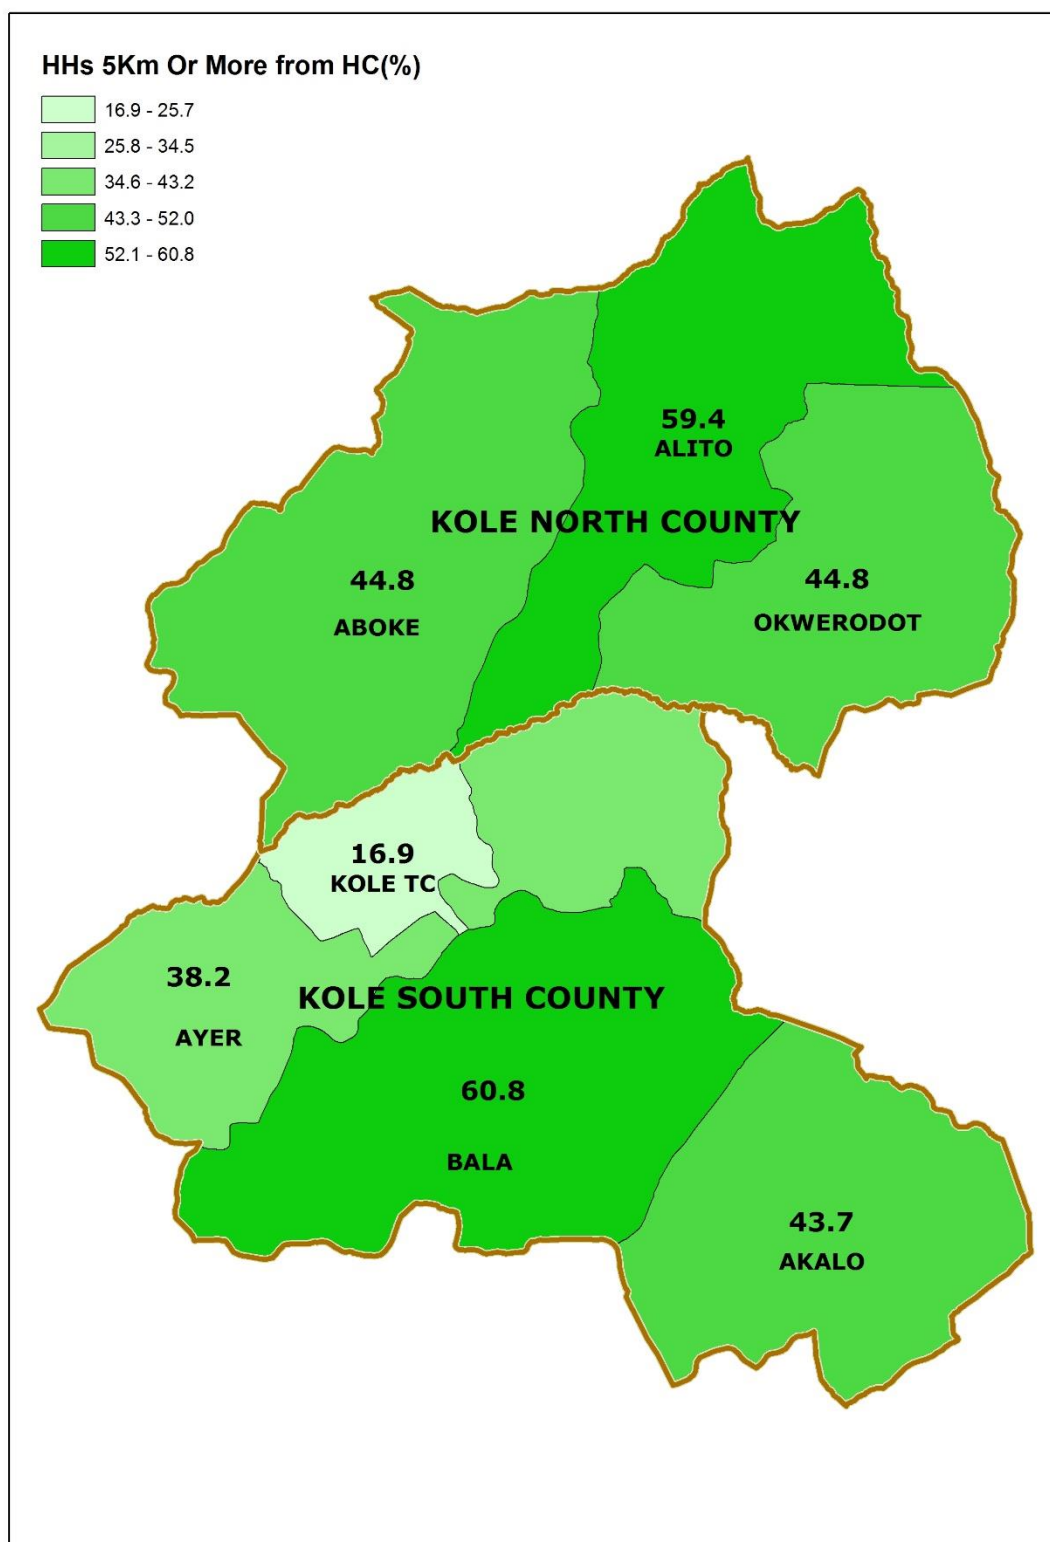 HHs 5Km Or More from HC(%)
16.9 - 25.7
25.8 - 34.5
34.6 - 43.2
43.3 - 52.0
52.1 - 60.8
59.4
ALITO
KOLE NORTH COUNTY
44.8
ABOKE
44.8
OKWERODOT
16.9
KOLE TC
38.2
AYER
KOLE SOUTH COUNTY
60.8
BALA
43.7
AKALO